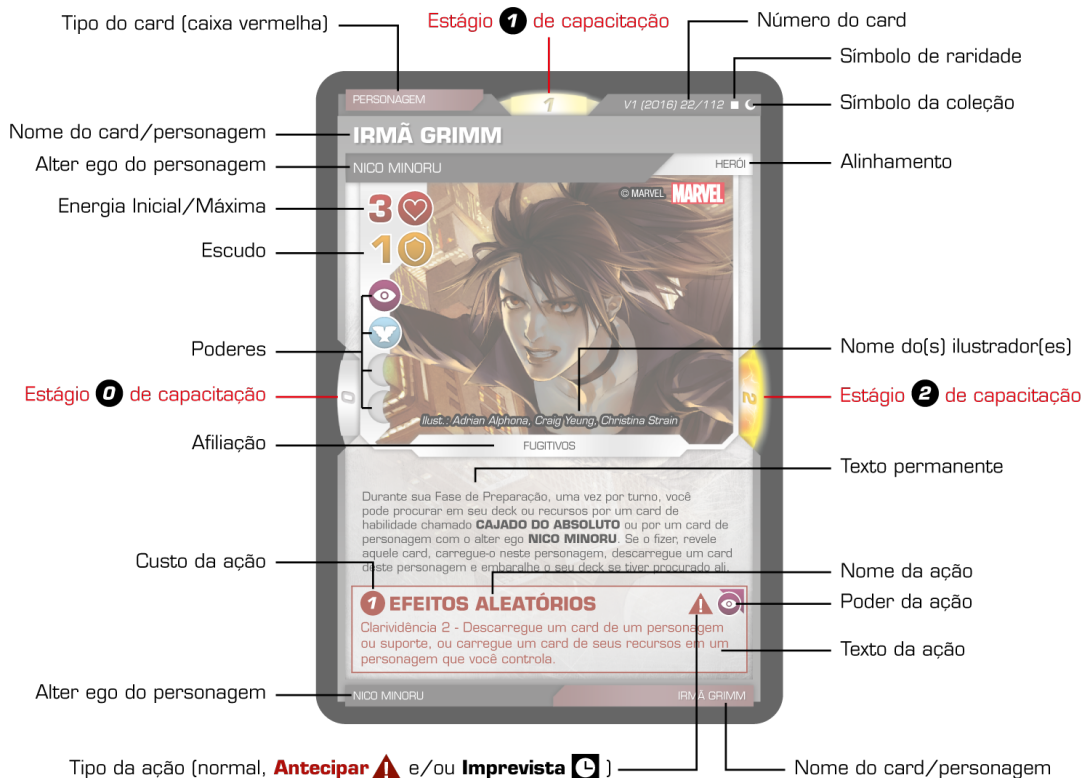 Tipo do card (caixa vermelha)
Estágio 1 de capacitação
Número do card
Símbolo de raridade
Símbolo da coleção
PERSONAGEM
1
V1 (2016) 22/112
Nome do card/personagem
IRMÃ GRIMM
Alter ego do personagem
NICO MINORU
HERÓI
Alinhamento
© MARVEL MARVEL
Energia Inicial/Máxima
3
Escudo
1
Poderes
Nome do(s) ilustrador(es)
Estágio 0 de capacitação
0
2
Estágio 2 de capacitação
Ilust.: Adrian Alphona, Craig Yeung, Christina Strain
Afiliação
FUGITIVOS
Texto permanente
Durante sua Fase de Preparação, uma vez por turno, você
pode procurar em seu deck ou recursos por um card de
habilidade chamado CAJADO DO ABSOLUTO ou por um card de
personagem com o alter ego NICO MINORU. Se o fizer, revele
aquele card, carregue-o neste personagem, descarregue um card
deste personagem e embaralhe o seu deck se tiver procurado ali.
Custo da ação
Nome da ação
1 EFEITOS ALEATÓRIOS
Poder da ação
Clarividência 2 - Descarregue um card de um personagem
ou suporte, ou carregue um card de seus recursos em um
personagem que você controla.
Texto da ação
Alter ego do personagem
NICO MINORU
IRMÃ GRIMM
Tipo da ação (normal, Antecipar e/ou Imprevista )
Nome do card/personagem